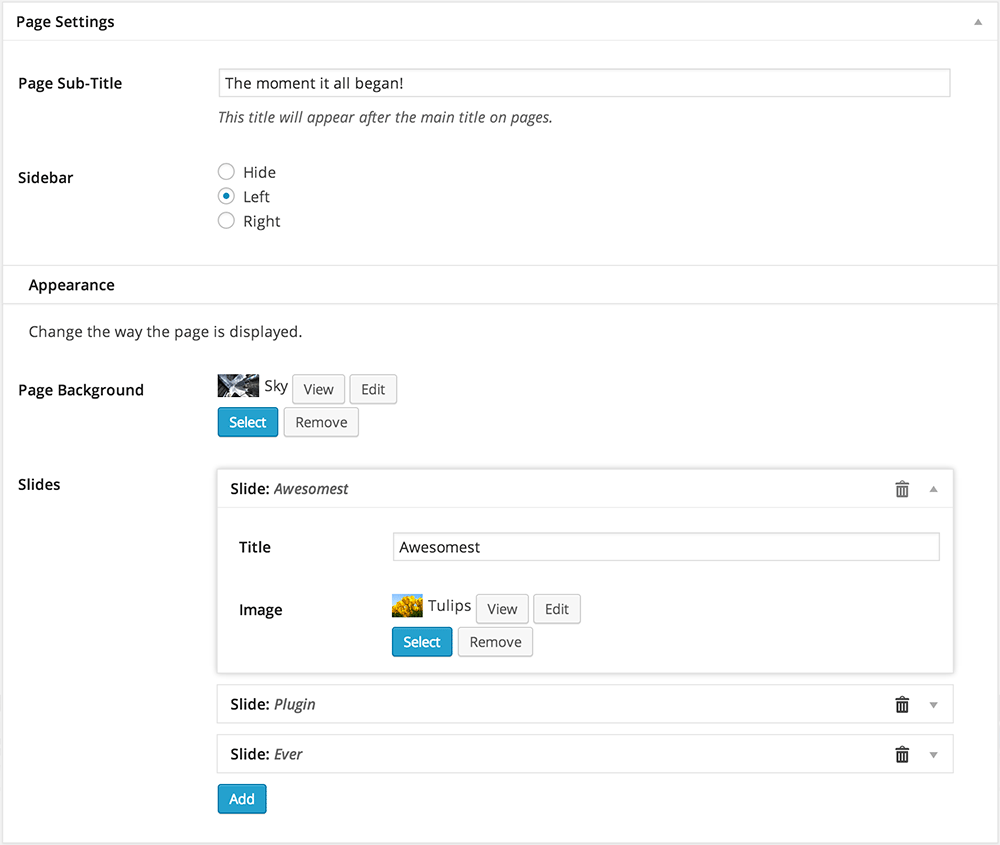 Page Settings
Page Sub-Title
The moment it all began!
This title will appear after the main title on pages.
Sidebar
Hide
Left
Right
Appearance
Change the way the page is displayed.
Page Background
Sky View Edit
Select Remove
Slides
Slide: Awesomest
Title
Awesomest
Image
Tulips View Edit
Select Remove
Slide: Plugin
Slide: Ever
Add